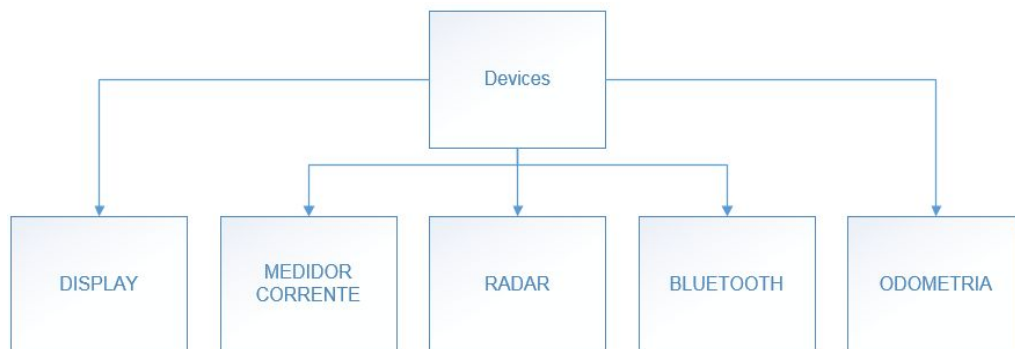 Devices
DISPLAY
MEDIDOR
CORRENTE
RADAR
BLUETOOTH
ODOMETRIA